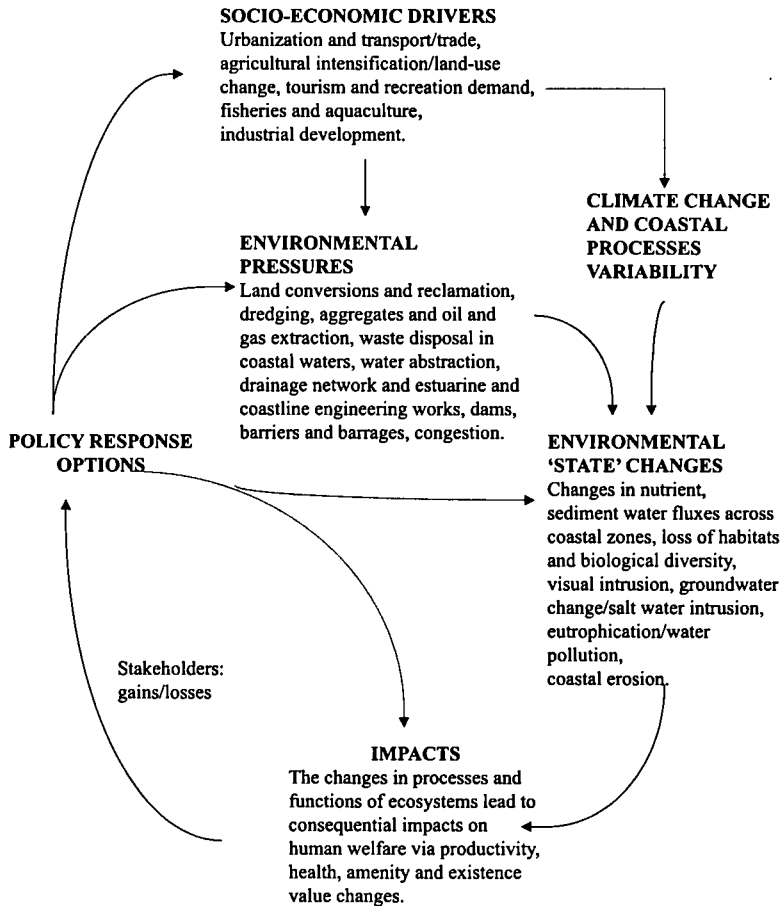 SOCIO-ECONOMIC DRIVERS
Urbanization and transport/trade,
agricultural intensification/land-use
change, tourism and recreation demand,
fisheries and aquaculture,
industrial development.
CLIMATE CHANGE
AND COASTAL
PROCESSES
VARIABILITY
ENVIRONMENTAL
PRESSURES
Land conversions and reclamation,
dredging, aggregates and oil and
gas extraction, waste disposal in
coastal waters, water abstraction,
drainage network and estuarine and
coastline engineering works, dams,
barriers and barrages, congestion.
POLICY RESPONSE
OPTIONS
ENVIRONMENTAL
‘STATE’ CHANGES
Changes in nutrient,
sediment water fluxes across
coastal zones, loss of habitats
and biological diversity,
visual intrusion, groundwater
change/salt water intrusion,
eutrophication/water
pollution,
coastal erosion.
Stakeholders:
gains/losses
IMPACTS
The changes in processes and
functions of ecosystems lead to
consequential impacts on
human welfare via productivity,
health, amenity and existence
value changes.